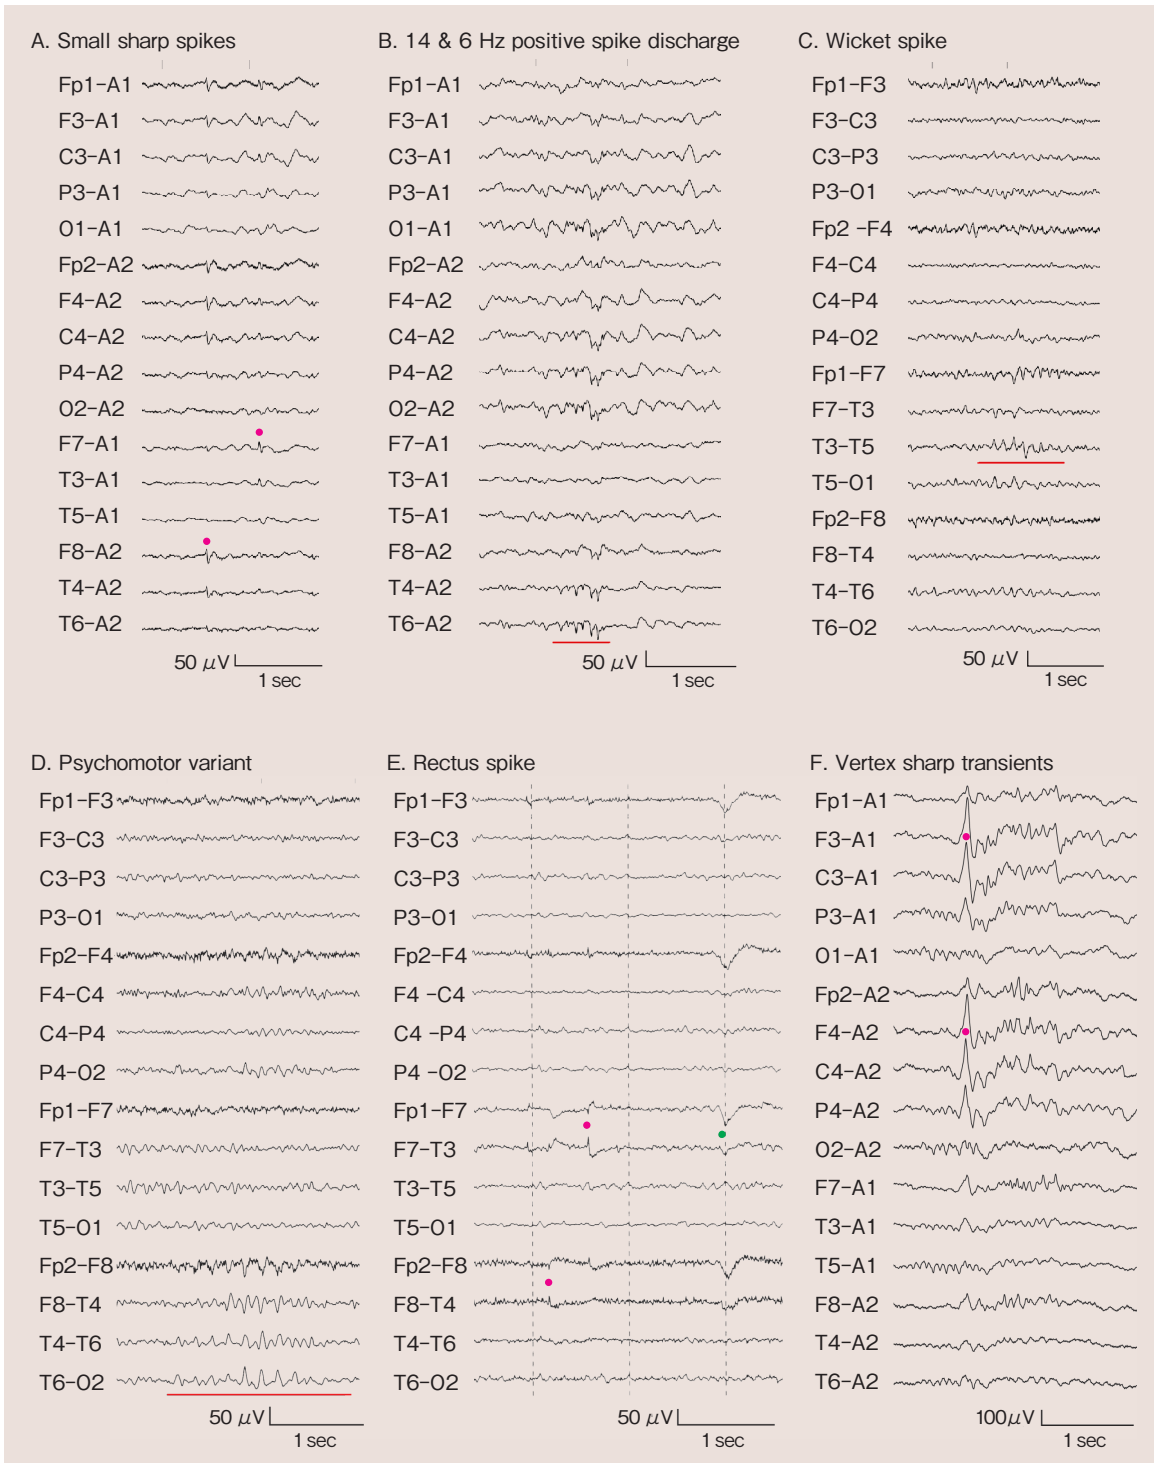 A. Small sharp spikes
Fp1-A1
F3-A1
C3-A1
P3-A1
O1-A1
Fp2-A2
F4-A2
C4-A2
P4-A2
O2-A2
F7-A1
T3-A1
T5-A1
F8-A2
T4-A2
T6-A2
50 μV
1 sec
B. 14 & 6 Hz positive spike discharge
Fp1-A1
F3-A1
C3-A1
P3-A1
O1-A1
Fp2-A2
F4-A2
C4-A2
P4-A2
O2-A2
F7-A1
T3-A1
T5-A1
F8-A2
T4-A2
T6-A2
50 μV
1 sec
C. Wicket spike
Fp1-F3
F3-C3
C3-P3
P3-O1
Fp2 -F4
F4-C4
C4-P4
P4-O2
Fp1-F7
F7-T3
T3-T5
T5-O1
Fp2-F8
F8-T4
T4-T6
T6-O2
50 μV
1 sec
D. Psychomotor variant
Fp1-F3
F3-C3
C3-P3
P3-O1
Fp2-F4
F4-C4
C4-P4
P4-O2
Fp1-F7
F7-T3
T3-T5
T5-O1
Fp2-F8
F8-T4
T4-T6
T6-O2
50 μV
1 sec
E. Rectus spike
Fp1-F3
F3-C3
C3-P3
P3-O1
Fp2-F4
F4 -C4
C4 -P4
P4 -O2
Fp1-F7
F7-T3
T3-T5
T5-O1
Fp2-F8
F8-T4
T4-T6
T6-O2
50 μV
1 sec
F. Vertex sharp transients
Fp1-A1
F3-A1
C3-A1
P3-A1
O1-A1
Fp2-A2
F4-A2
C4-A2
P4-A2
O2-A2
F7-A1
T3-A1
T5-A1
F8-A2
T4-A2
T6-A2
100μV
1 sec